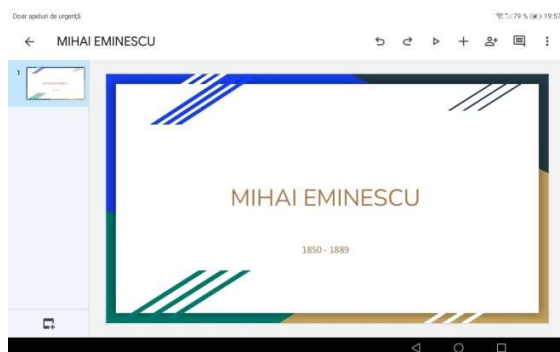 Doar apeluri de urgență
79 %
19:57
MIHAI EMINESCU
1
MIHAI EMINESCU
1850 - 1889